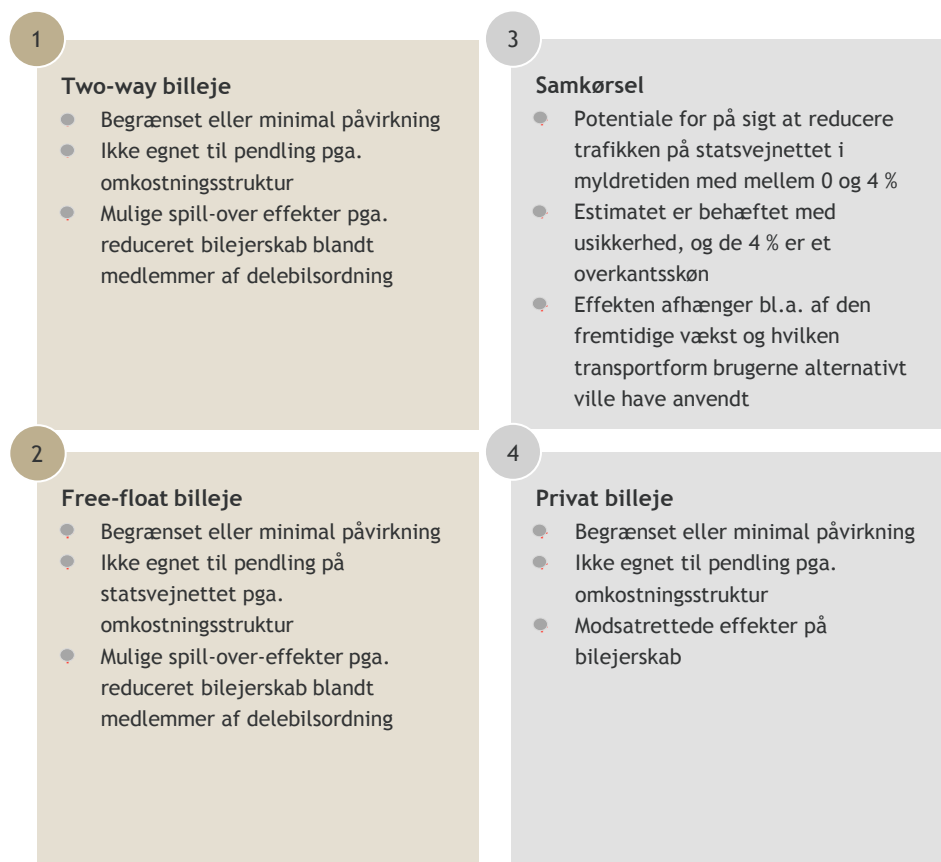 1
Two-way billeje
Begrænset eller minimal påvirkning
Ikke egnet til pendling pga.
omkostningsstruktur
Mulige spill-over effekter pga.
reduceret bilejerskab blandt
medlemmer af delebilsordning
2
Free-float billeje
Begrænset eller minimal påvirkning
Ikke egnet til pendling på
statsvejnettet pga.
omkostningsstruktur
Mulige spill-over-effekter pga.
reduceret bilejerskab blandt
medlemmer af delebilsordning
3
Samkørsel
Potentiale for på sigt at reducere
trafikken på statsvejnettet i
myldretiden med mellem 0 og 4 %
Estimatet er behæftet med
usikkerhed, og de 4 % er et
overkantsskøn
Effekten afhænger bl.a. af den
fremtidige vækst og hvilken
transportform brugerne alternativt
ville have anvendt
4
Privat billeje
Begrænset eller minimal påvirkning
Ikke egnet til pendling pga.
omkostningsstruktur
Modsatrettede effekter på
bilejerskab